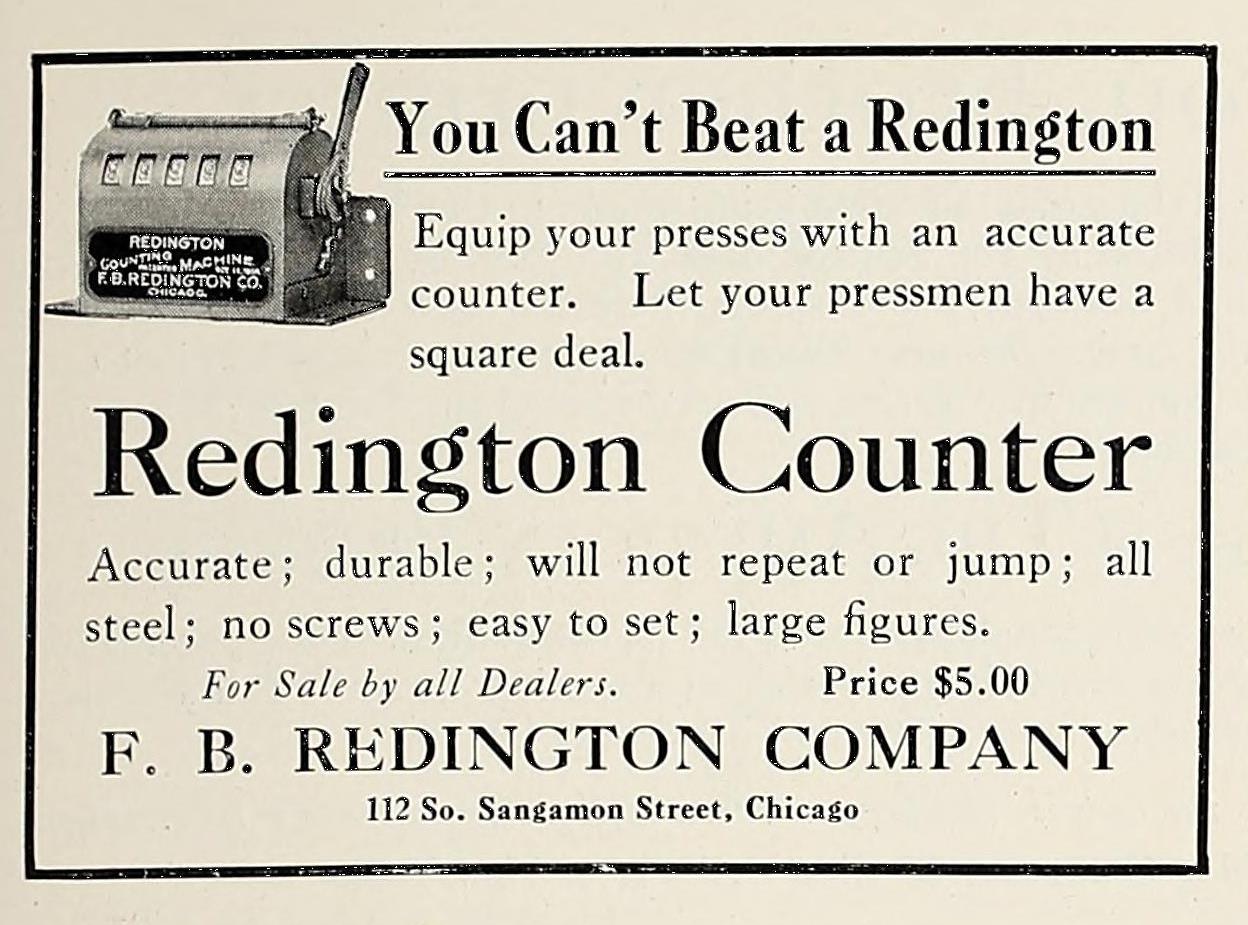 You Can't Beat a Redington
REDINGTON
COUNTING MACHINE
F. B. REDINGTON CO.
CHICAGO.
Equip your presses with an accurate
counter. Let your pressmen have a
square deal.
Redington Counter
Accurate; durable; will not repeat or jump; all
steel; no screws; easy to set; large figures.
For Sale by all Dealers. Price $5.00
F. B. REDINGTON COMPANY
112 So. Sangamon Street, Chicago